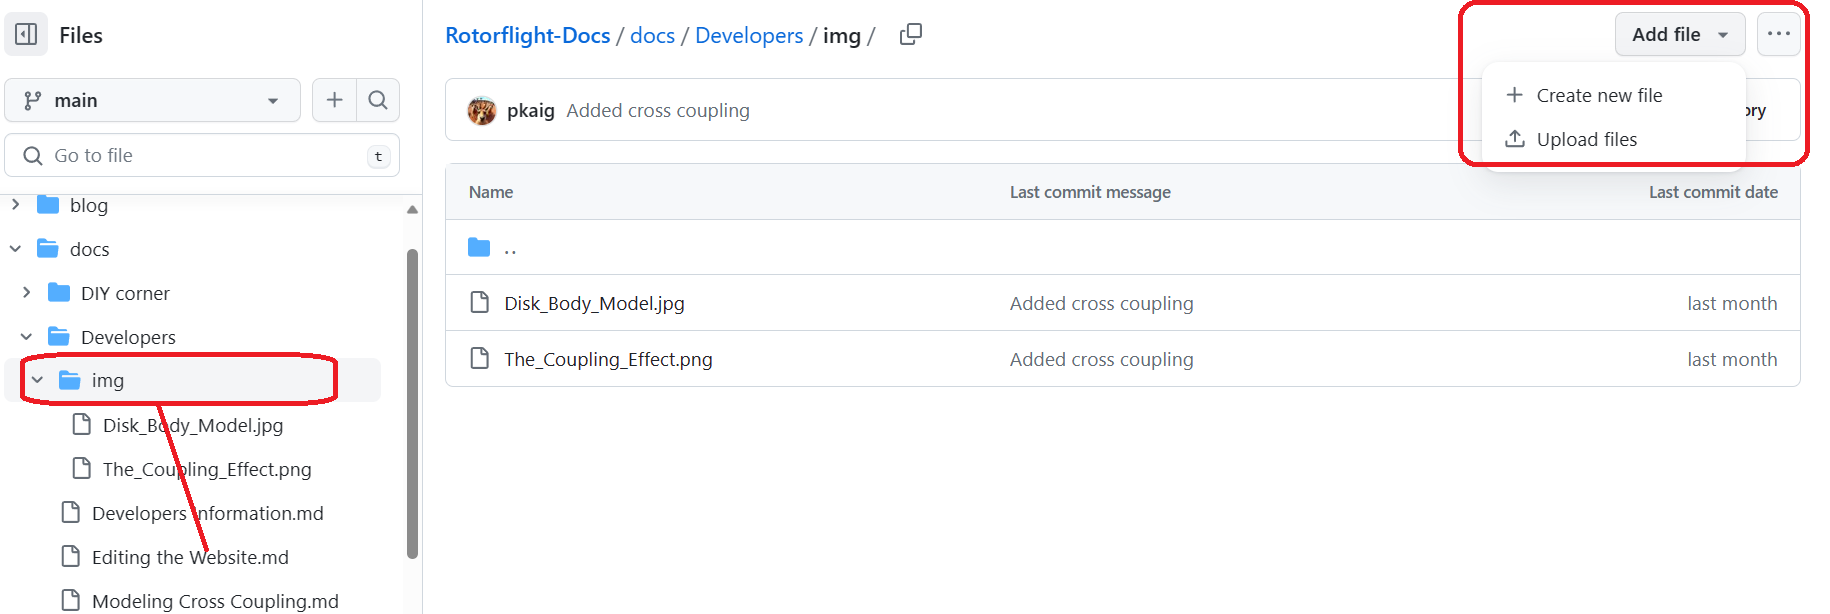 Files
main
Go to file
t
blog
docs
DIY corner
Developers
img
Disk_Body_Model.jpg
The_Coupling_Effect.png
Developers Information.md
Editing the Website.md
Modeling Cross Coupling.md
Rotorflight-Docs / docs / Developers / img /
Add file
Create new file
Upload files
pkaig Added cross coupling
ory
Name Last commit message Last commit date
..
Disk_Body_Model.jpg Added cross coupling last month
The_Coupling_Effect.png Added cross coupling last month